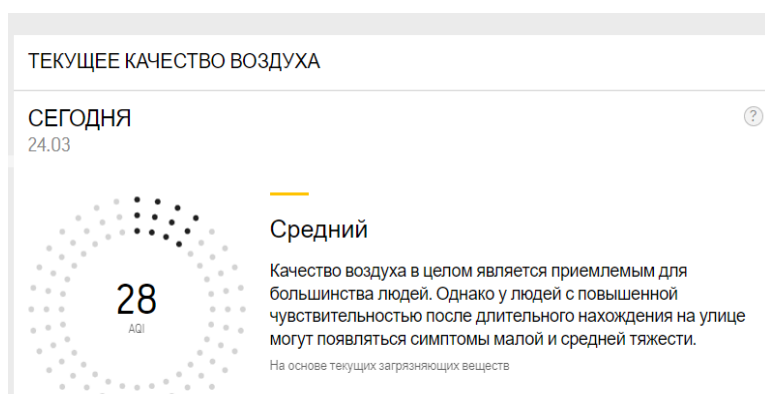 ТЕКУЩЕЕ КАЧЕСТВО ВОЗДУХА
СЕГОДНЯ
?
24.03
Средний
Качество воздуха в целом является приемлемым для
большинства людей. Однако у людей с повышенной
чувствительностью после длительного нахождения на улице
могут появляться симптомы малой и средней тяжести.
На основе текущих загрязняющих веществ
28
AQI